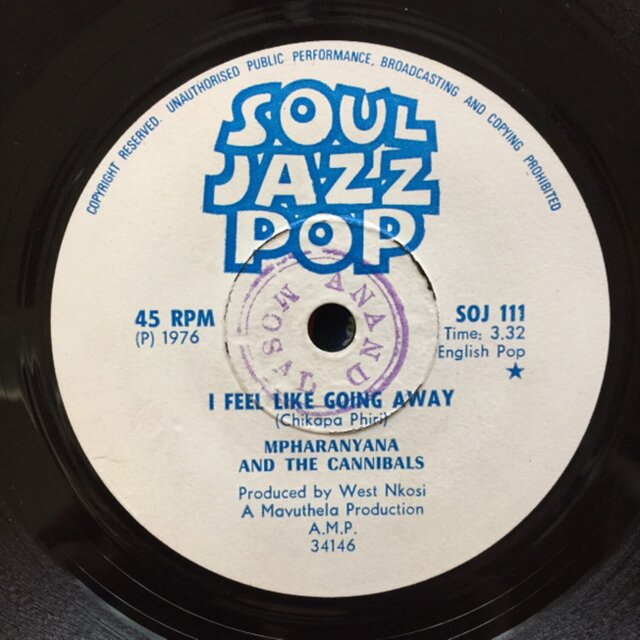 COPYRIGHT RESERVED. UNAUTHORISED PUBLIC PERFORMANCE, BROADCASTING AND COPYING PROHIBITED
SOUL
JAZZ
POP
45 RPM
(P) 1976
SOJ 111
Time: 3.32
English Pop
ANAND
I FEEL LIKE GOING AWAY
(Chikapa Phiri)
MPHARANYANA
AND THE CANNIBALS
Produced by West Nkosi
A Mavuthela Production
A.M.P.
34146